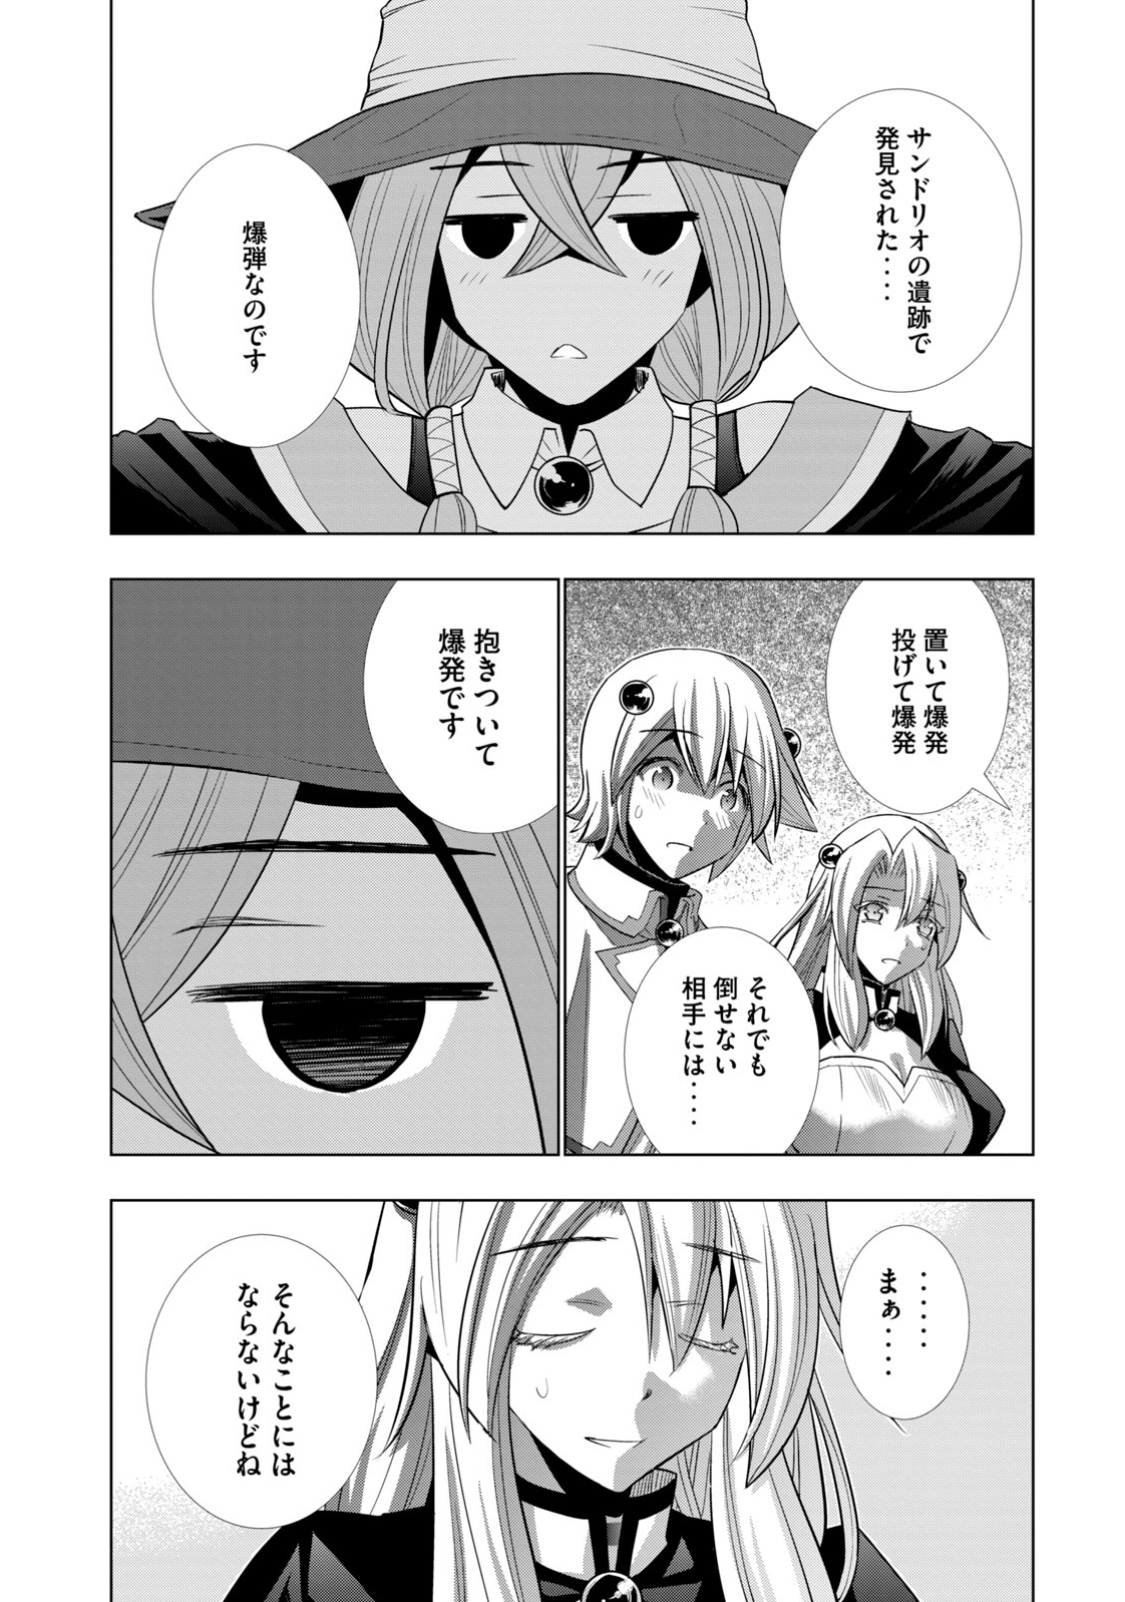 サンドリオの遺跡で
発見された‥‥
爆弾なのです
置いて爆発
投げて爆発
それでも
倒せない
相手には‥‥
抱きついて
爆発です
‥‥‥
まぁ‥‥
そんなことには
ならないけどね